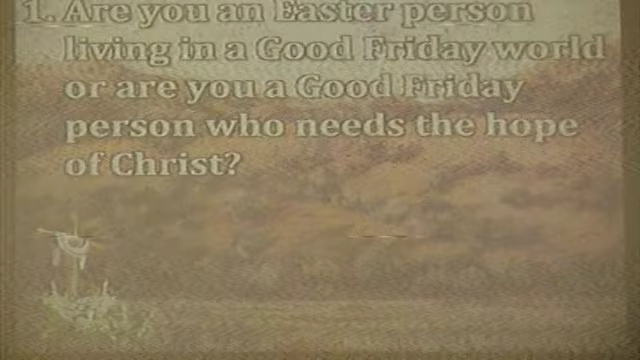 1. Are you an Easter person
living in a Good Friday world
or are you a Good Friday
person who needs the hope
of Christ?